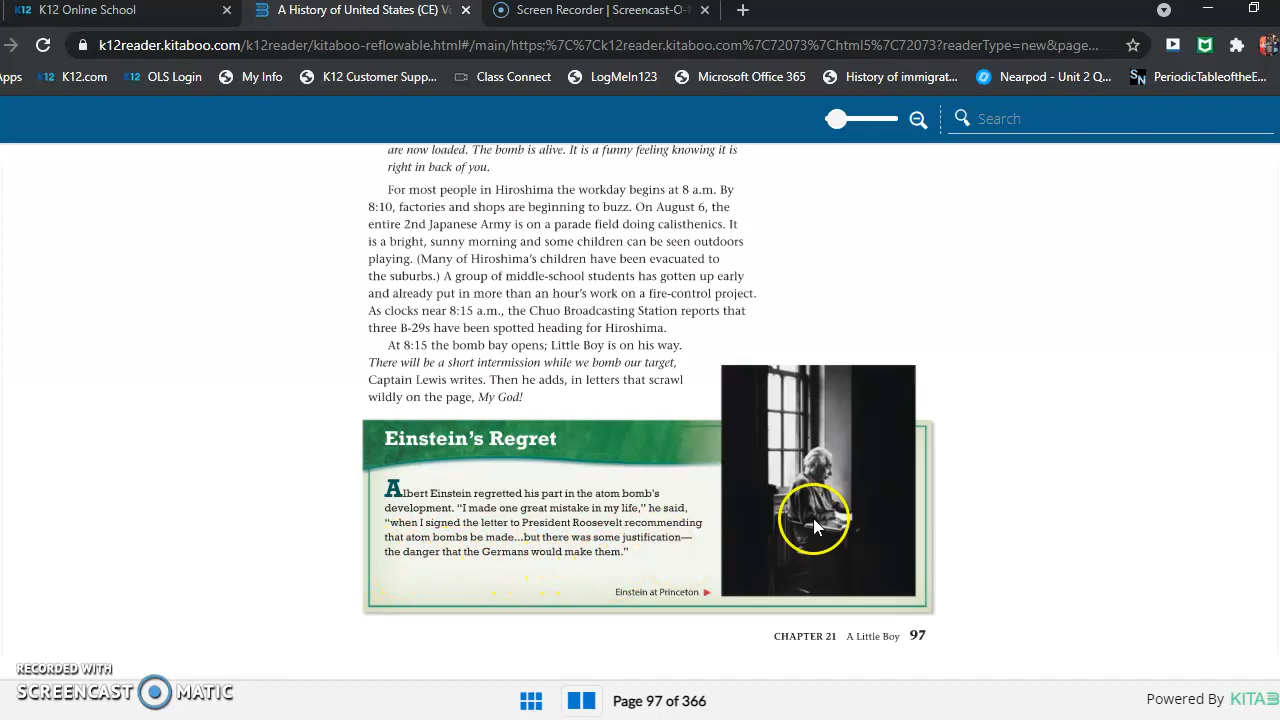 K12 K12 Online School
A History of United States (CE) Vo
Screen Recorder | Screencast-O-
k12reader.kitaboo.com/k12reader/kitaboo-reflowable.html#/main/https;%7C%7Ck12reader.kitaboo.com%7C72073%7Chtml5%7C72073?readerType=new&page...
Apps
K12 K12.com
K12 OLS Login
My Info
K12 Customer Supp...
Class Connect
LogMeIn123
Microsoft Office 365
History of immigrat...
Nearpod - Unit 2 Q...
SN PeriodicTableoftheE...
Search
are now loaded. The bomb is alive. It is a funny feeling knowing it is
right in back of you.
For most people in Hiroshima the workday begins at 8 a.m. By
8:10, factories and shops are beginning to buzz. On August 6, the
entire 2nd Japanese Army is on a parade field doing calisthenics. It
is a bright, sunny morning and some children can be seen outdoors
playing. (Many of Hiroshima's children have been evacuated to
the suburbs.) A group of middle-school students has gotten up early
and already put in more than an hour's work on a fire-control project.
As clocks near 8:15 a.m., the Chuo Broadcasting Station reports that
three B-29s have been spotted heading for Hiroshima.
At 8:15 the bomb bay opens; Little Boy is on his way.
There will be a short intermission while we bomb our target,
Captain Lewis writes. Then he adds, in letters that scrawl
wildly on the page, My God!
Einstein's Regret
Albert Einstein regretted his part in the atom bomb's
development. "I made one great mistake in my life," he said,
"when I signed the letter to President Roosevelt recommending
that atom bombs be made...but there was some justification—
the danger that the Germans would make them."
Einstein at Princeton
CHAPTER 21 A Little Boy 97
RECORDED WITH
SCREENCAST MATIC
Page 97 of 366
Powered By KITAB